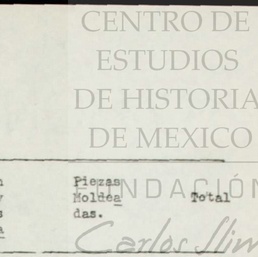 CENTRO DE
ESTUDIOS
DE HISTORIA
DE MEXICO
FUNDACIÓN
Carlos Slim
Piezas
Moldea Total
das.